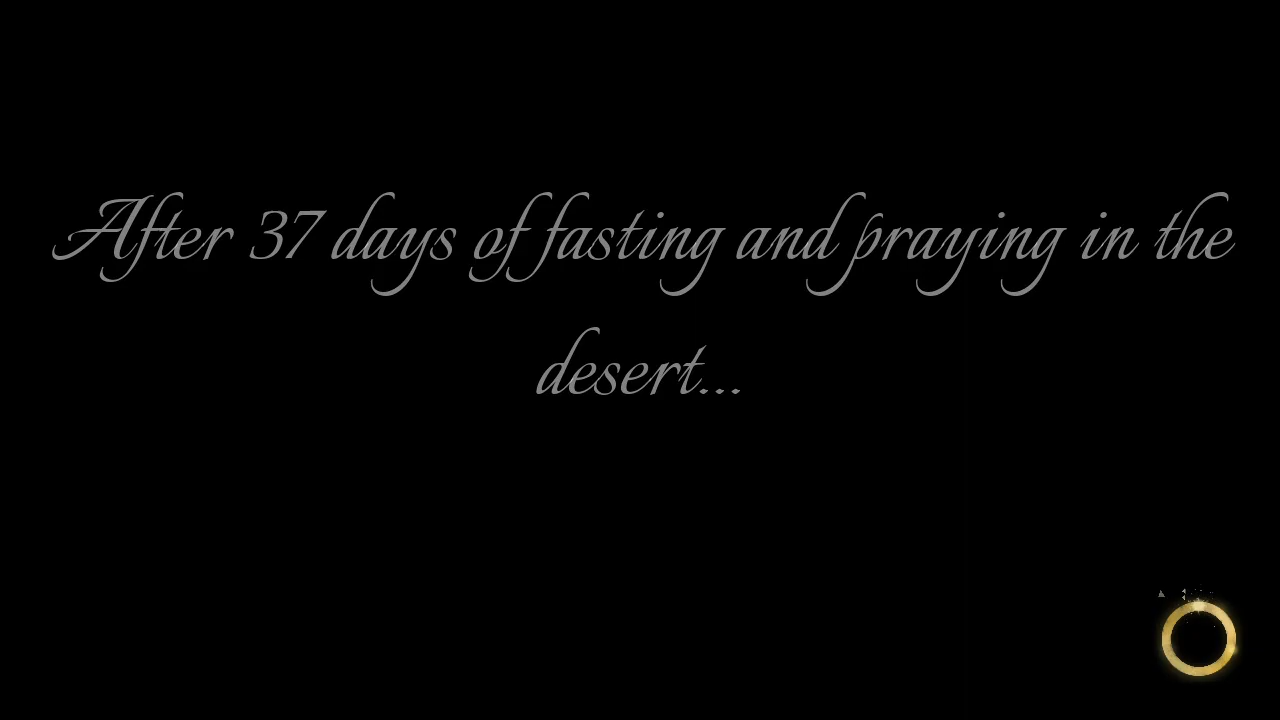 After 37 days of fasting and praying in the
desert...